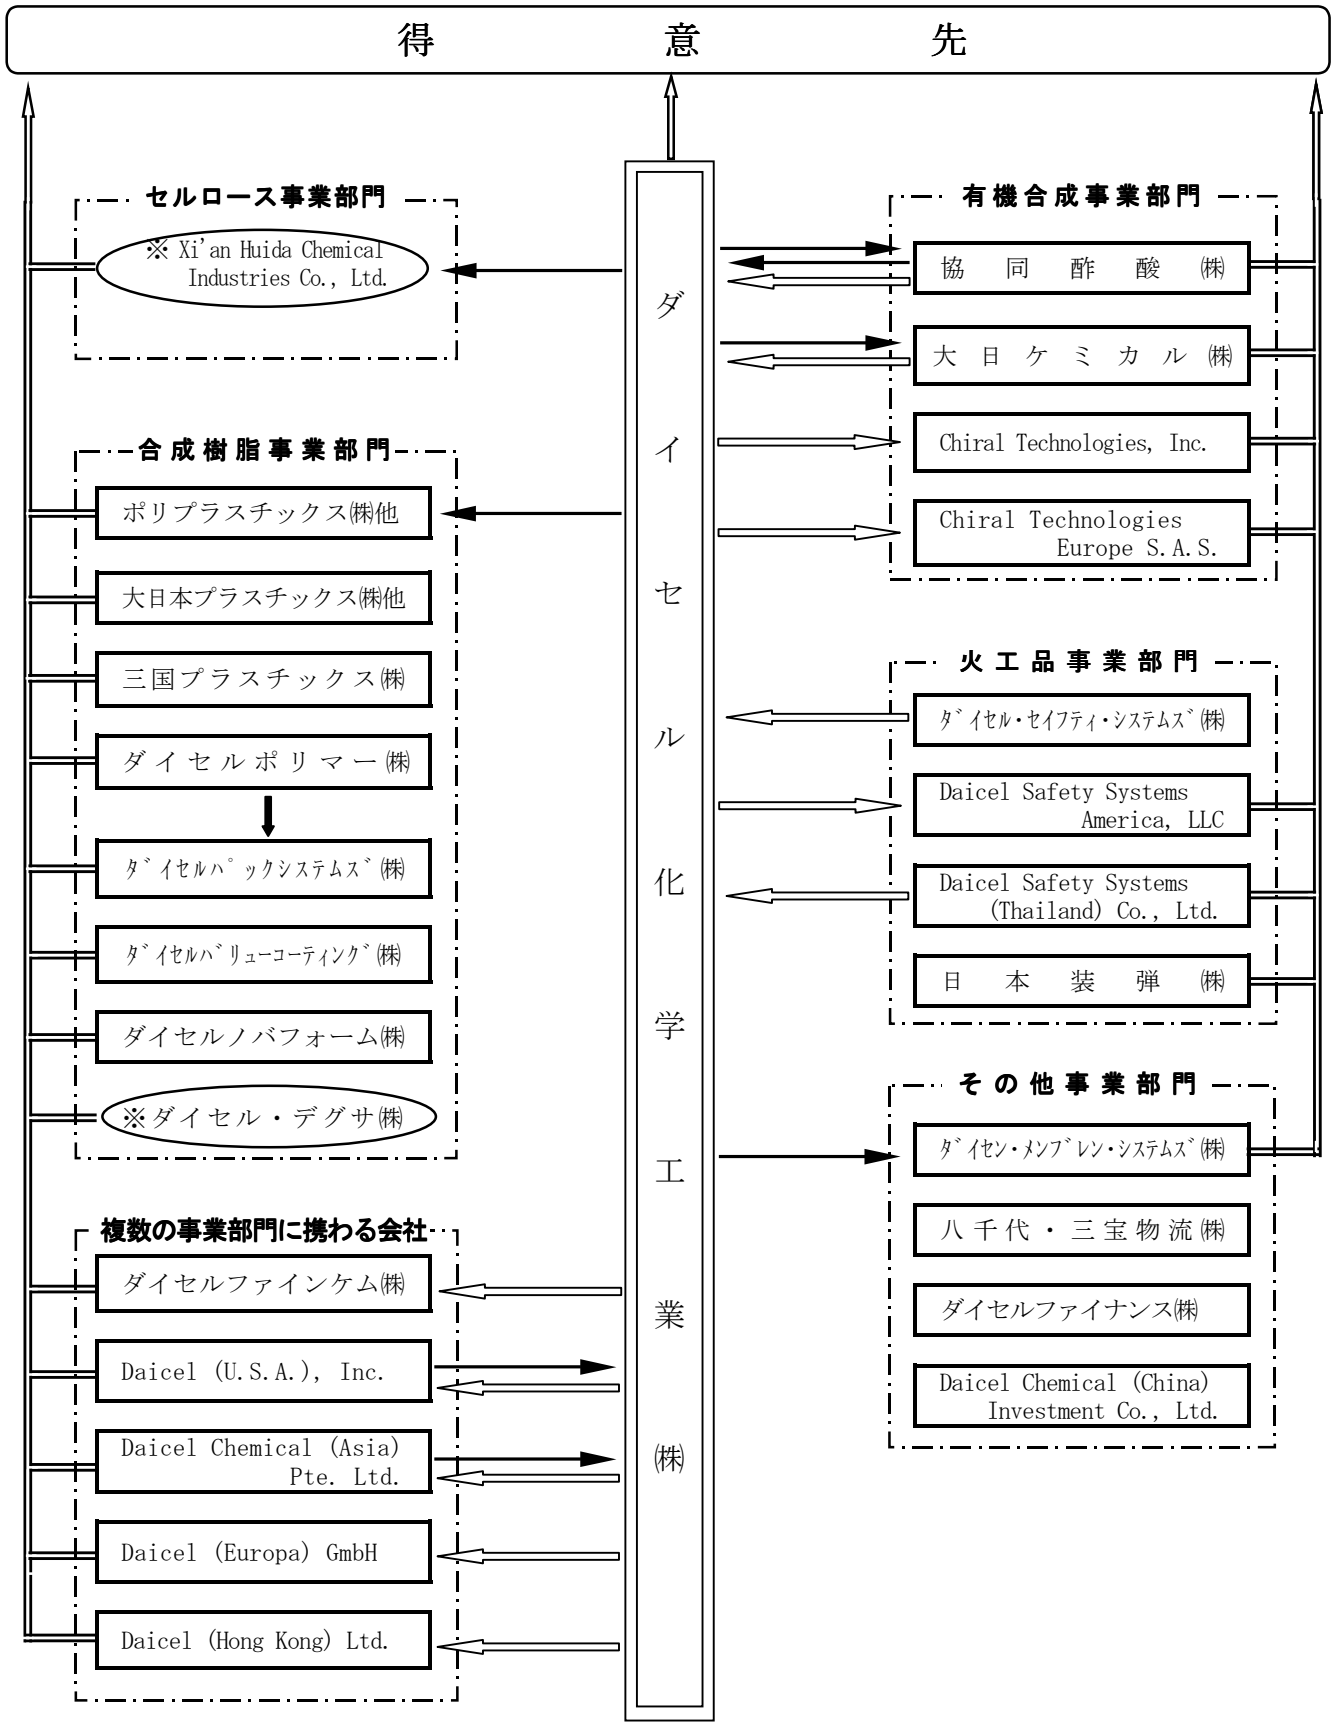 得意先
セルロース事業部門
※ Xi'an Huida Chemical
Industries Co., Ltd.
合成樹脂事業部門
ポリプラスチックス㈱他
大日本プラスチックス㈱他
三国プラスチックス㈱
ダイセルポリマー㈱
ﾀﾞｲｾﾙﾊﾟｯｸｼｽﾃﾑｽﾞ㈱
ﾀﾞｲｾﾙﾊﾞﾘｭｰｺｰﾃｨﾝｸﾞ㈱
ダイセルノバフォーム㈱
※ダイセル・デグサ㈱
複数の事業部門に携わる会社
ダイセルファインケム㈱
Daicel (U.S.A.), Inc.
Daicel Chemical (Asia)
Pte. Ltd.
Daicel (Europa) GmbH
Daicel (Hong Kong) Ltd.
ダイセル化学工業㈱
有機合成事業部門
協同酢酸㈱
大日ケミカル㈱
Chiral Technologies, Inc.
Chiral Technologies
Europe S.A.S.
火工品事業部門
ﾀﾞｲｾﾙ・ｾｲﾌﾃｨ・ｼｽﾃﾑｽﾞ㈱
Daicel Safety Systems
America, LLC
Daicel Safety Systems
(Thailand) Co., Ltd.
日本装弾㈱
その他事業部門
ﾀﾞｲｾﾝ・ﾒﾝﾌﾞﾚﾝ・ｼｽﾃﾑｽﾞ㈱
八千代・三宝物流㈱
ダイセルファイナンス㈱
Daicel Chemical (China)
Investment Co., Ltd.